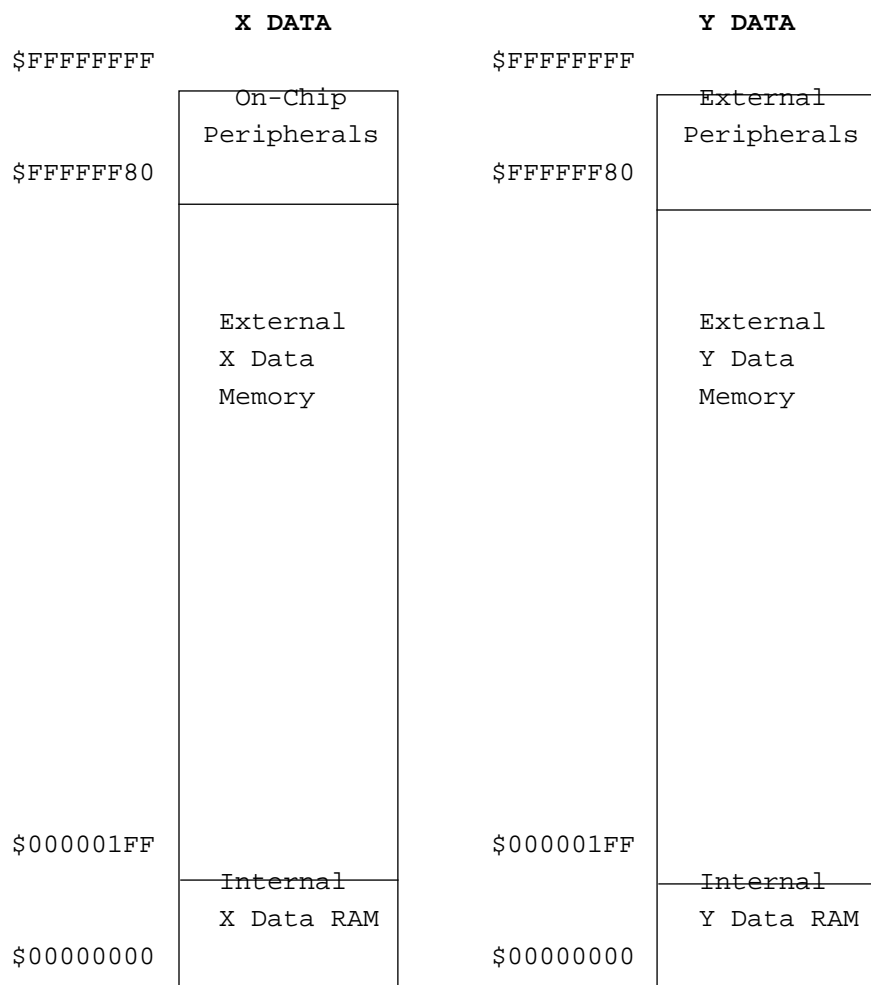 X DATA Y DATA
$FFFFFFFF $FFFFFFFF
On-Chip External
Peripherals Peripherals
$FFFFFF80 $FFFFFF80
External External
X Data Y Data
Memory Memory
$000001FF $000001FF
Internal Internal
X Data RAM Y Data RAM
$00000000 $00000000